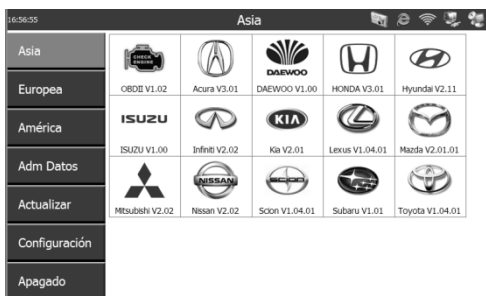 16:56:55
Asia
Asia
Europea
América
Adm Datos
Actualizar
Configuración
Apagado
CHECK
ENGINE
DAEWOO
OBDII V1.02
Acura V3.01
DAEWOO V1.00
HONDA V3.01
Hyundai V2.11
ISUZU
KIA
ISUZU V1.00
Infiniti V2.02
Kia V2.01
Lexus V1.04.01
Mazda V2.01.01
NISSAN
SCION
Mitsubishi V2.02
Nissan V2.02
Scion V1.04.01
Subaru V1.01
Toyota V1.04.01